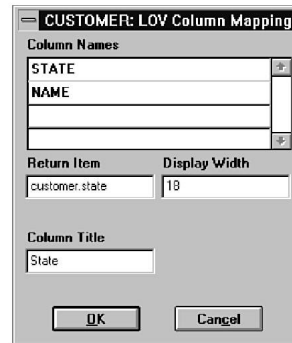 CUSTOMER: LOV Column Mapping
Column Names
STATE
NAME
Return Item Display Width
customer.state 18
Column Title
State
OK Cancel